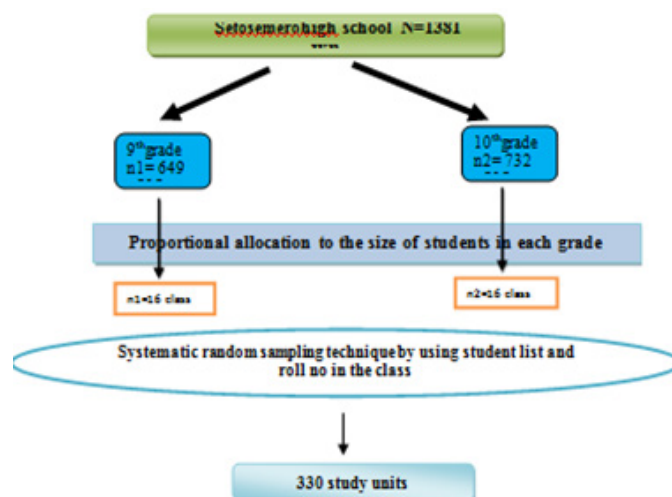 Setosemerohigh school N=1381
9thgrade
n1= 649
10thgrade
n2= 732
Proportional allocation to the size of students in each grade
n1=16 class
n2=16 class
Systematic random sampling technique by using student list and
roll no in the class
330 study units